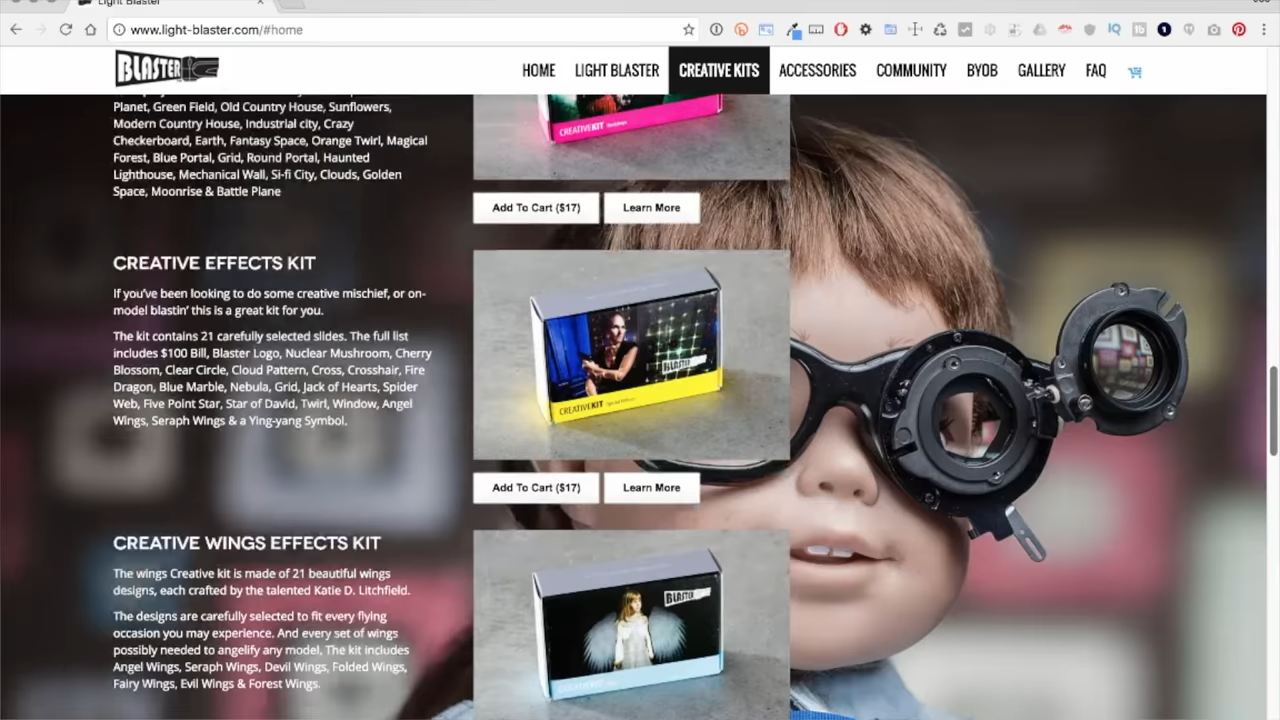 Light Blaster
www.light-blaster.com/#home
BLASTER
HOME LIGHT BLASTER CREATIVE KITS ACCESSORIES COMMUNITY BYOB GALLERY FAQ
Planet, Green Field, Old Country House, Sunflowers,
Modern Country House, Industrial city, Crazy
Checkerboard, Earth, Fantasy Space, Orange Twirl, Magical
Forest, Blue Portal, Grid, Round Portal, Haunted
Lighthouse, Mechanical Wall, Si-fi City, Clouds, Golden
Space, Moonrise & Battle Plane
CREATIVEKIT
Add To Cart ($17) Learn More
CREATIVE EFFECTS KIT
If you've been looking to do some creative mischief, or on-
model blastin' this is a great kit for you.
The kit contains 21 carefully selected slides. The full list
includes $100 Bill, Blaster Logo, Nuclear Mushroom, Cherry
Blossom, Clear Circle, Cloud Pattern, Cross, Crosshair, Fire
Dragon, Blue Marble, Nebula, Grid, Jack of Hearts, Spider
Web, Five Point Star, Star of David, Twirl, Window, Angel
Wings, Seraph Wings & a Ying-yang Symbol.
BLASTER
CREATIVEKIT
Add To Cart ($17) Learn More
CREATIVE WINGS EFFECTS KIT
The wings Creative kit is made of 21 beautiful wings
designs, each crafted by the talented Katie D. Litchfield.
The designs are carefully selected to fit every flying
occasion you may experience. And every set of wings
possibly needed to angelify any model. The kit includes
Angel Wings, Seraph Wings, Devil Wings, Folded Wings,
Fairy Wings, Evil Wings & Forest Wings.
BLASTER
CREATIVEKIT